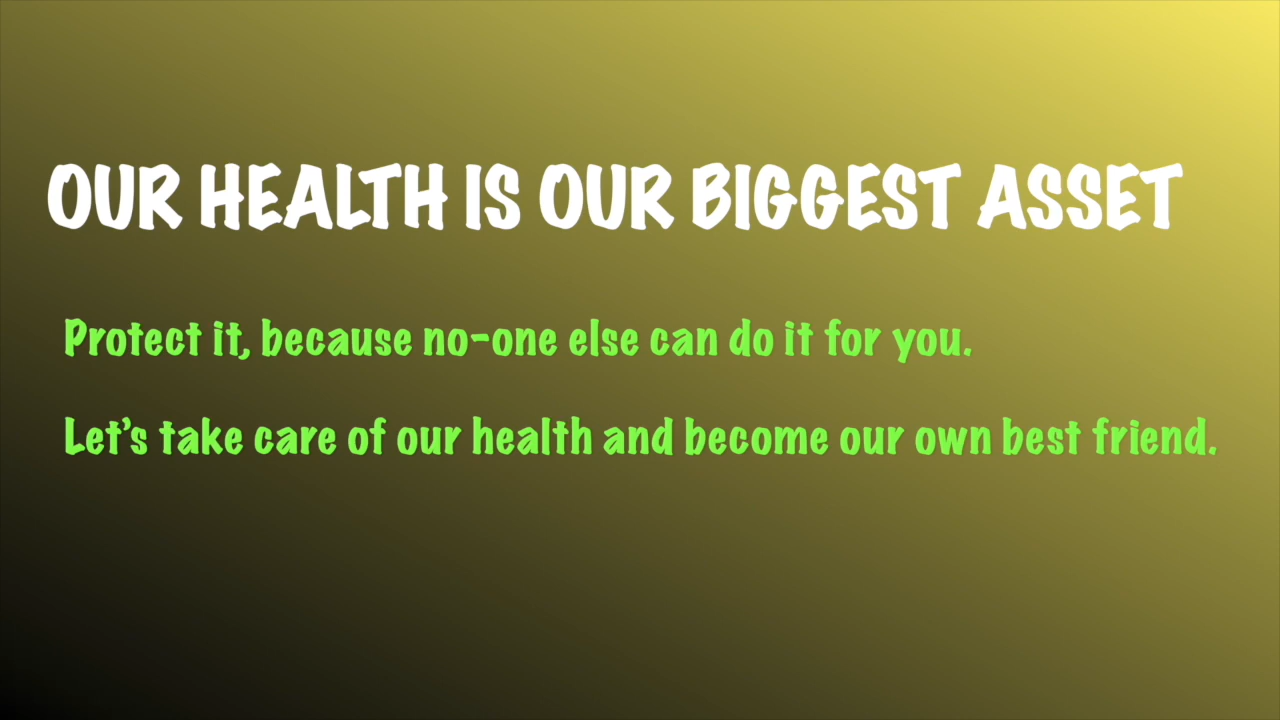 OUR HEALTH IS OUR BIGGEST ASSET
Protect it, because no-one else can do it for you.
Let’s take care of our health and become our own best friend.